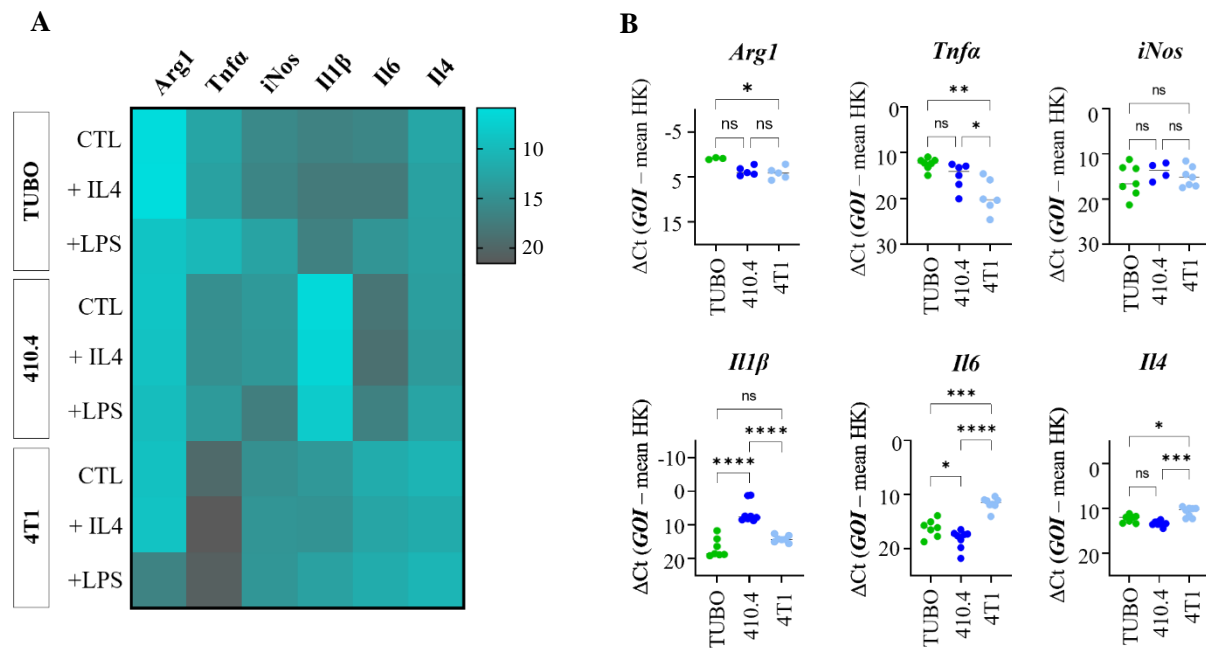 A
Arg1 Tnfα iNos Il1β Il6 Il4
TUBO
CTL
+ IL4
+LPS
410.4
CTL
+ IL4
+LPS
4T1
CTL
+ IL4
+LPS
10
15
20
B
Arg1
ΔCt (GOI – mean HK)
-5
5
15
*
ns ns
TUBO 410.4 4T1
Tnfα
ΔCt (GOI – mean HK)
0
10
20
30
**
ns *
TUBO 410.4 4T1
iNos
ΔCt (GOI – mean HK)
0
10
20
30
ns
ns ns
TUBO 410.4 4T1
Il1β
ΔCt (GOI – mean HK)
-10
0
10
20
ns
**** ****
TUBO 410.4 4T1
Il6
ΔCt (GOI – mean HK)
0
10
20
***
* ****
TUBO 410.4 4T1
Il4
ΔCt (GOI – mean HK)
0
10
20
*
ns ***
TUBO 410.4 4T1